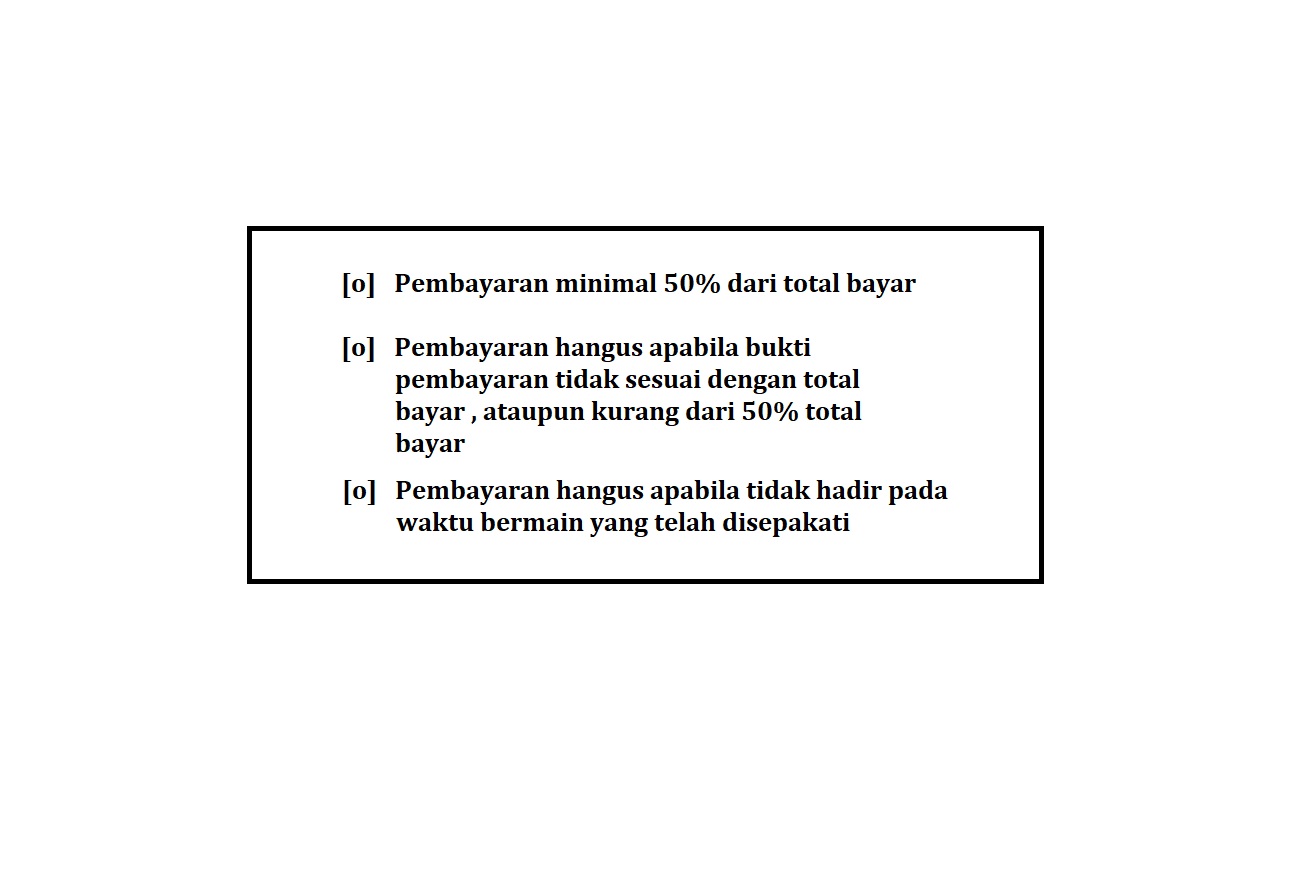 [o] Pembayaran minimal 50% dari total bayar
[o] Pembayaran hangus apabila bukti
pembayaran tidak sesuai dengan total
bayar , ataupun kurang dari 50% total
bayar
[o] Pembayaran hangus apabila tidak hadir pada
waktu bermain yang telah disepakati